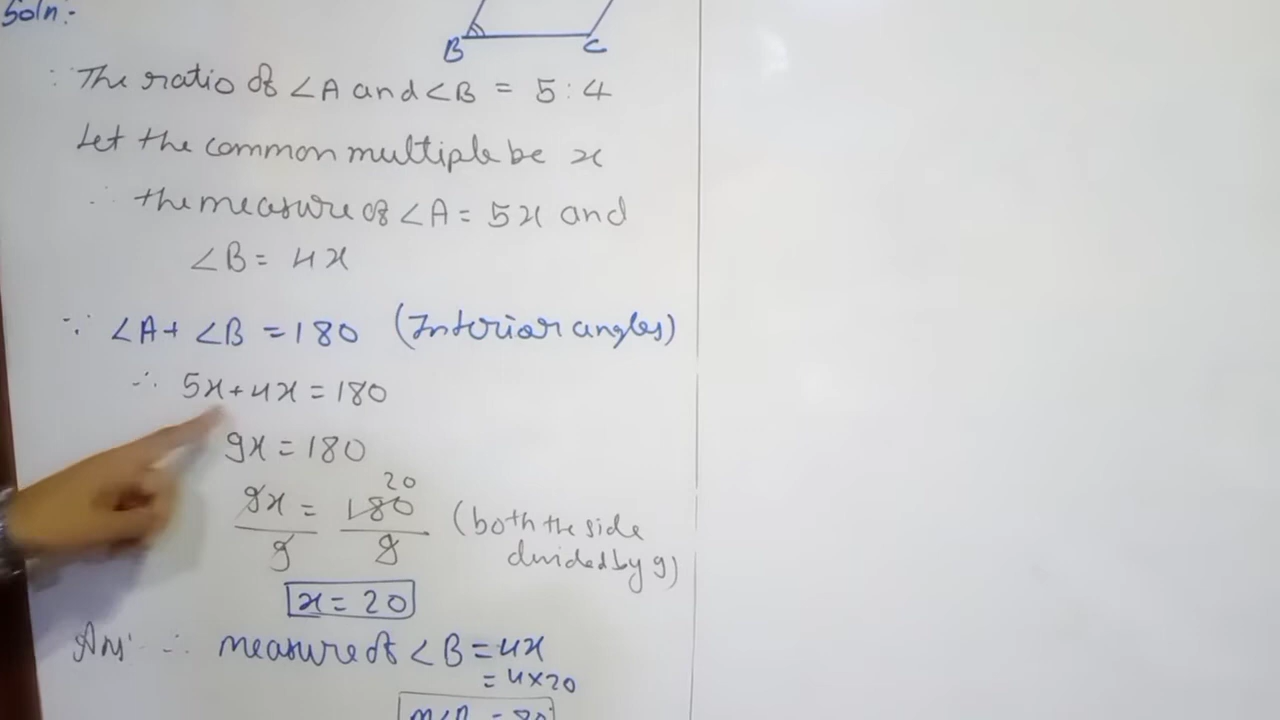 Soln:-
B C
∵ The ratio of ∠A and ∠B = 5:4
Let the common multiple be x
∴ the measure of ∠A = 5x and
∠B = 4x
∵ ∠A + ∠B = 180 (Interior angles)
∴ 5x + 4x = 180
9x = 180
20
9x = 180 (both the side
9 9 divided by 9)
x = 20
Ans ∴ measure of ∠B = 4x
= 4x20